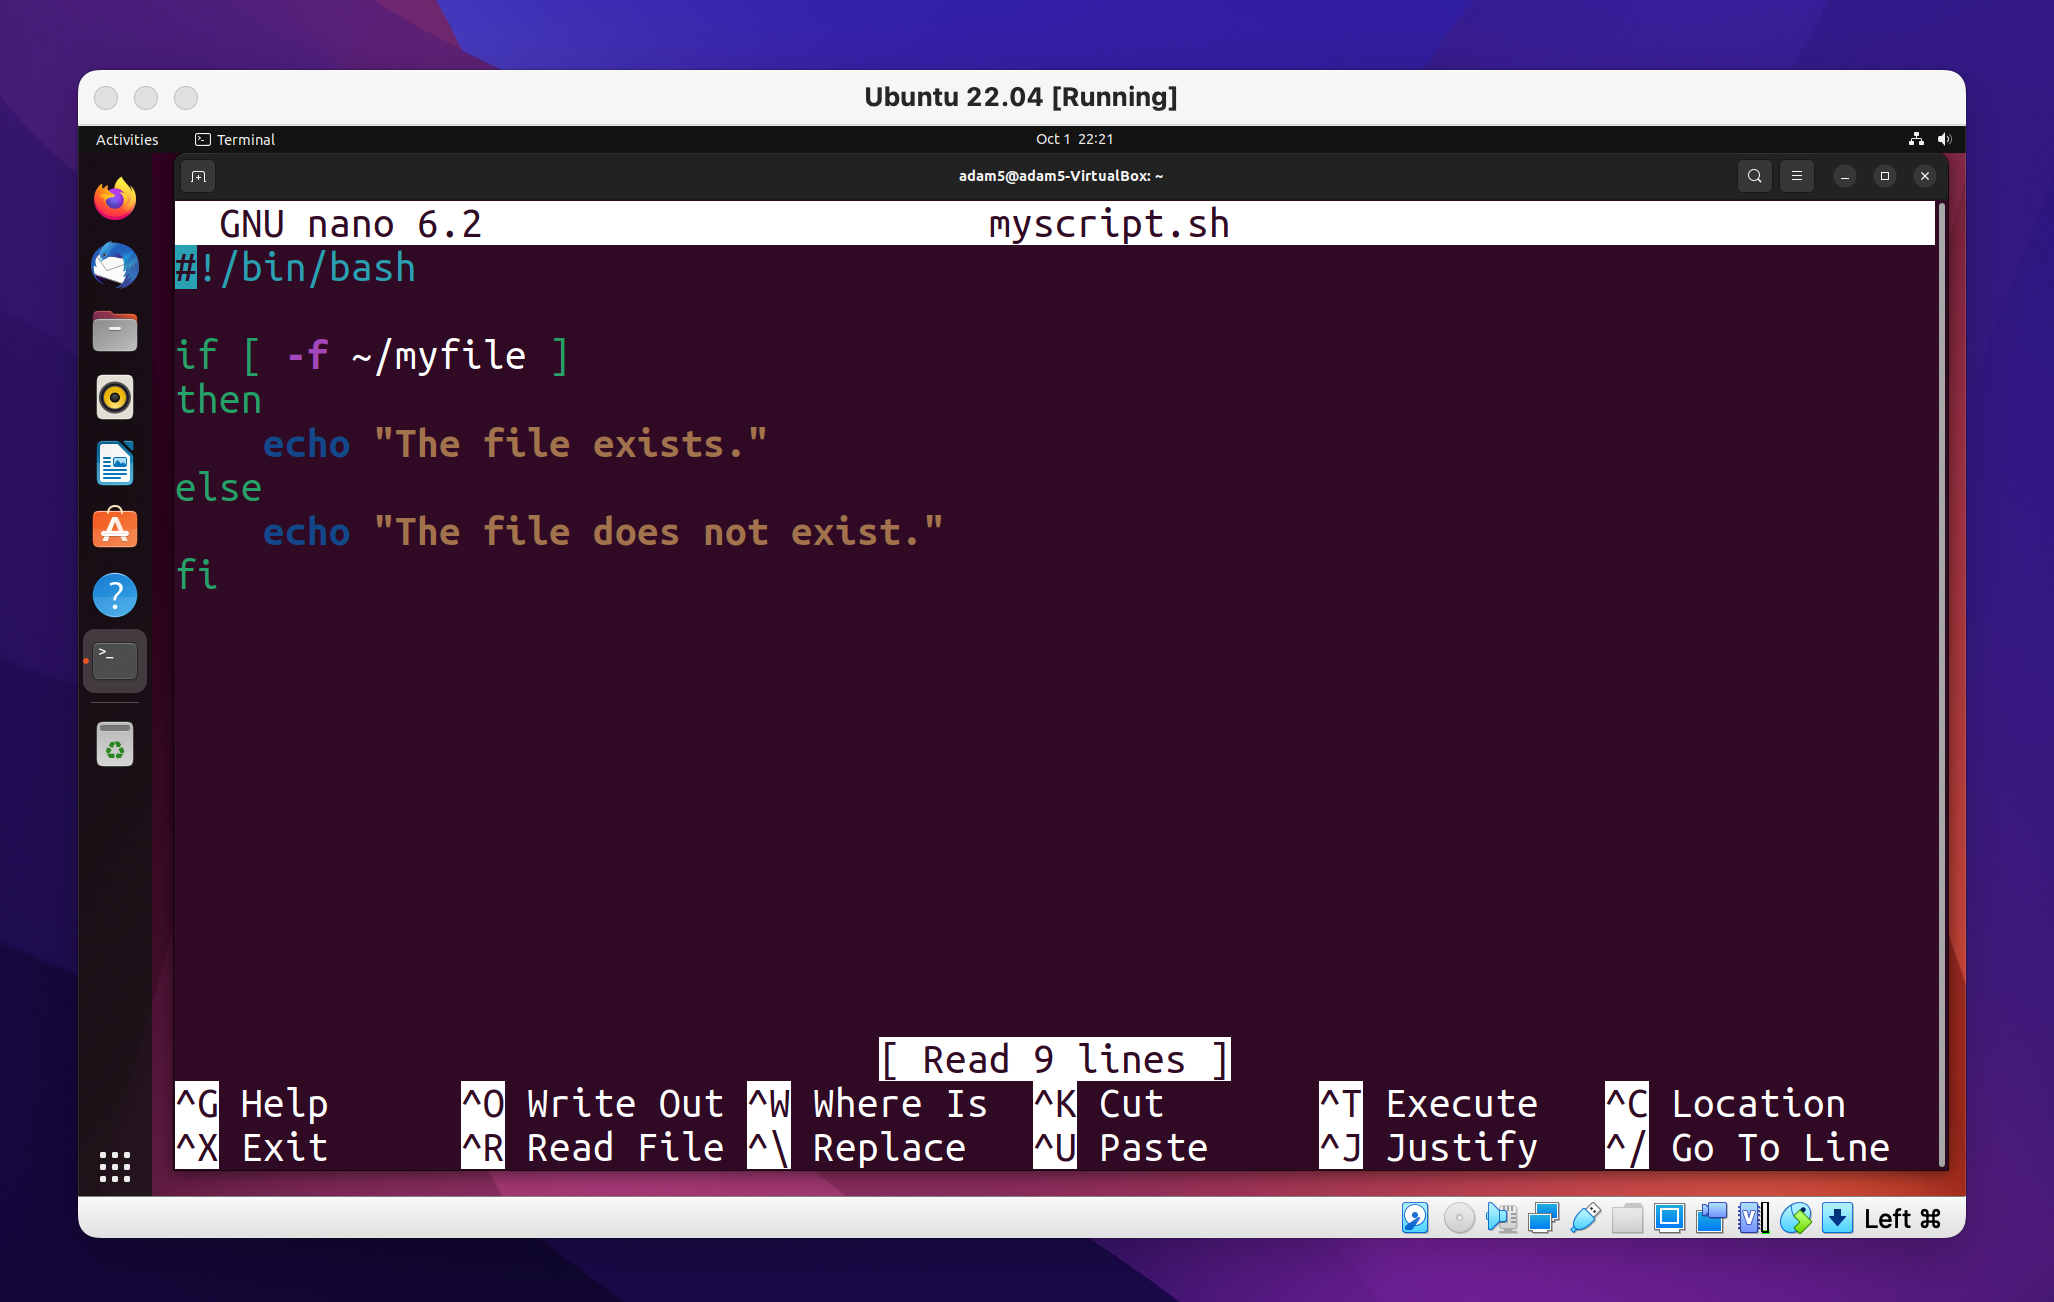 Ubuntu 22.04 [Running]
Activities Terminal Oct 1 22:21
adam5@adam5-VirtualBox: ~
GNU nano 6.2 myscript.sh
#!/bin/bash
if [ -f ~/myfile ]
then
    echo "The file exists."
else
    echo "The file does not exist."
fi
[ Read 9 lines ]
^G Help ^O Write Out ^W Where Is ^K Cut ^T Execute ^C Location
^X Exit ^R Read File ^\ Replace ^U Paste ^J Justify ^/ Go To Line
Left ⌘